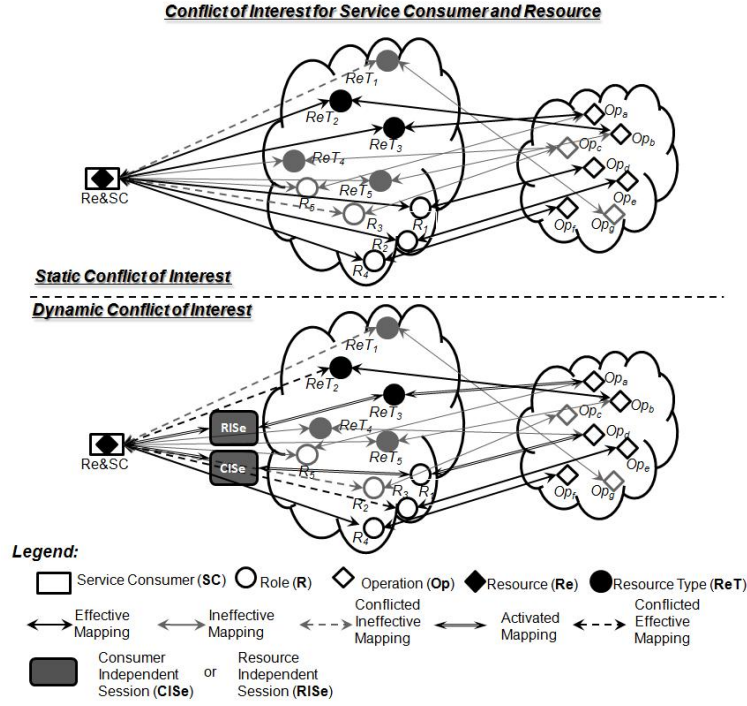 Conflict of Interest for Service Consumer and Resource
ReT1
ReT2
ReT3
ReT4
ReT5
R5
R3
R1
R2
R4
Re&SC
Opa
Opb
Opc
Opd
Ope
Opf
Opg
Static Conflict of Interest
Dynamic Conflict of Interest
ReT1
ReT2
ReT3
ReT4
ReT5
RISe
CISe
R5
R3
R1
R2
R4
Re&SC
Opa
Opb
Opc
Opd
Ope
Opf
Opg
Legend:
Service Consumer (SC) Role (R) Operation (Op) Resource (Re) Resource Type (ReT)
Effective Mapping
Ineffective Mapping
Conflicted Ineffective Mapping
Activated Mapping
Conflicted Effective Mapping
Consumer Independent Session (CISe)
or
Resource Independent Session (RISe)